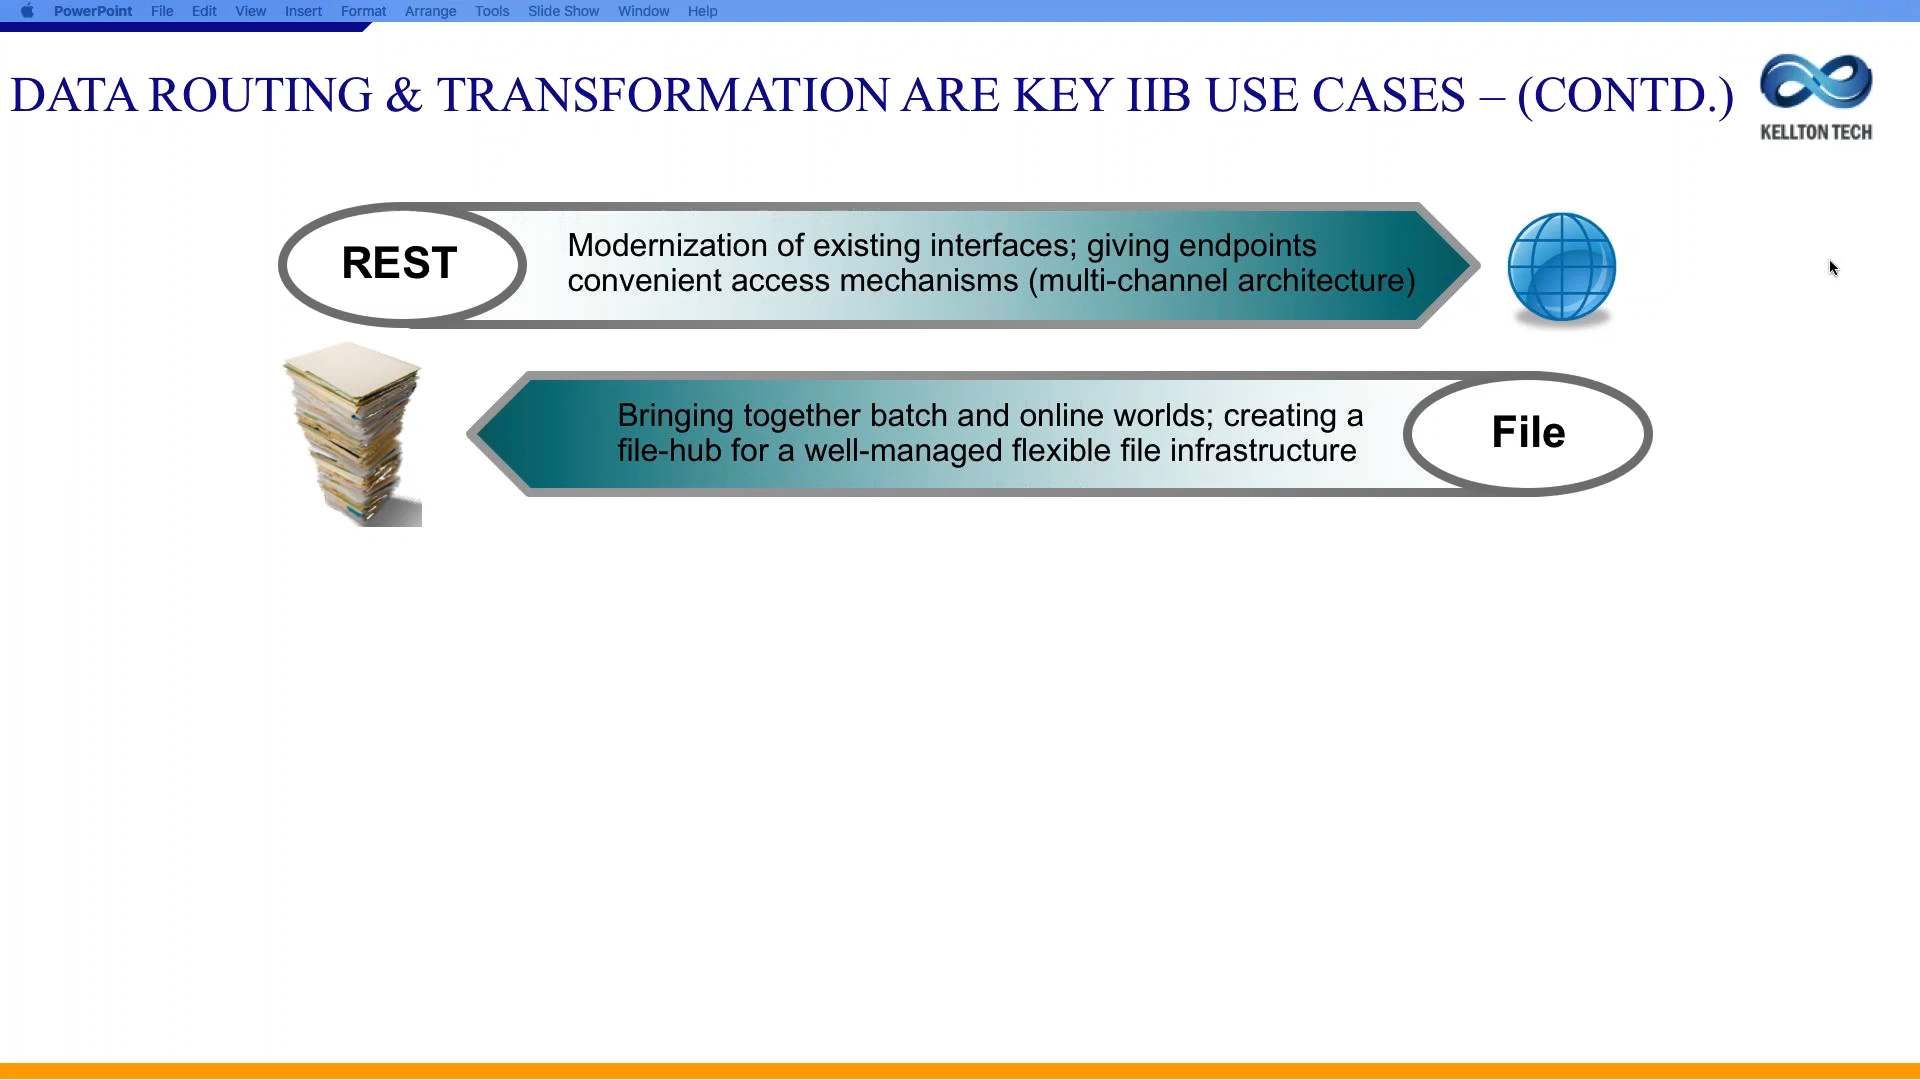 PowerPoint File Edit View Insert Format Arrange Tools Slide Show Window Help
DATA ROUTING & TRANSFORMATION ARE KEY IIB USE CASES – (CONTD.)
KELLTON TECH
REST
Modernization of existing interfaces; giving endpoints
convenient access mechanisms (multi-channel architecture)
Bringing together batch and online worlds; creating a
file-hub for a well-managed flexible file infrastructure
File